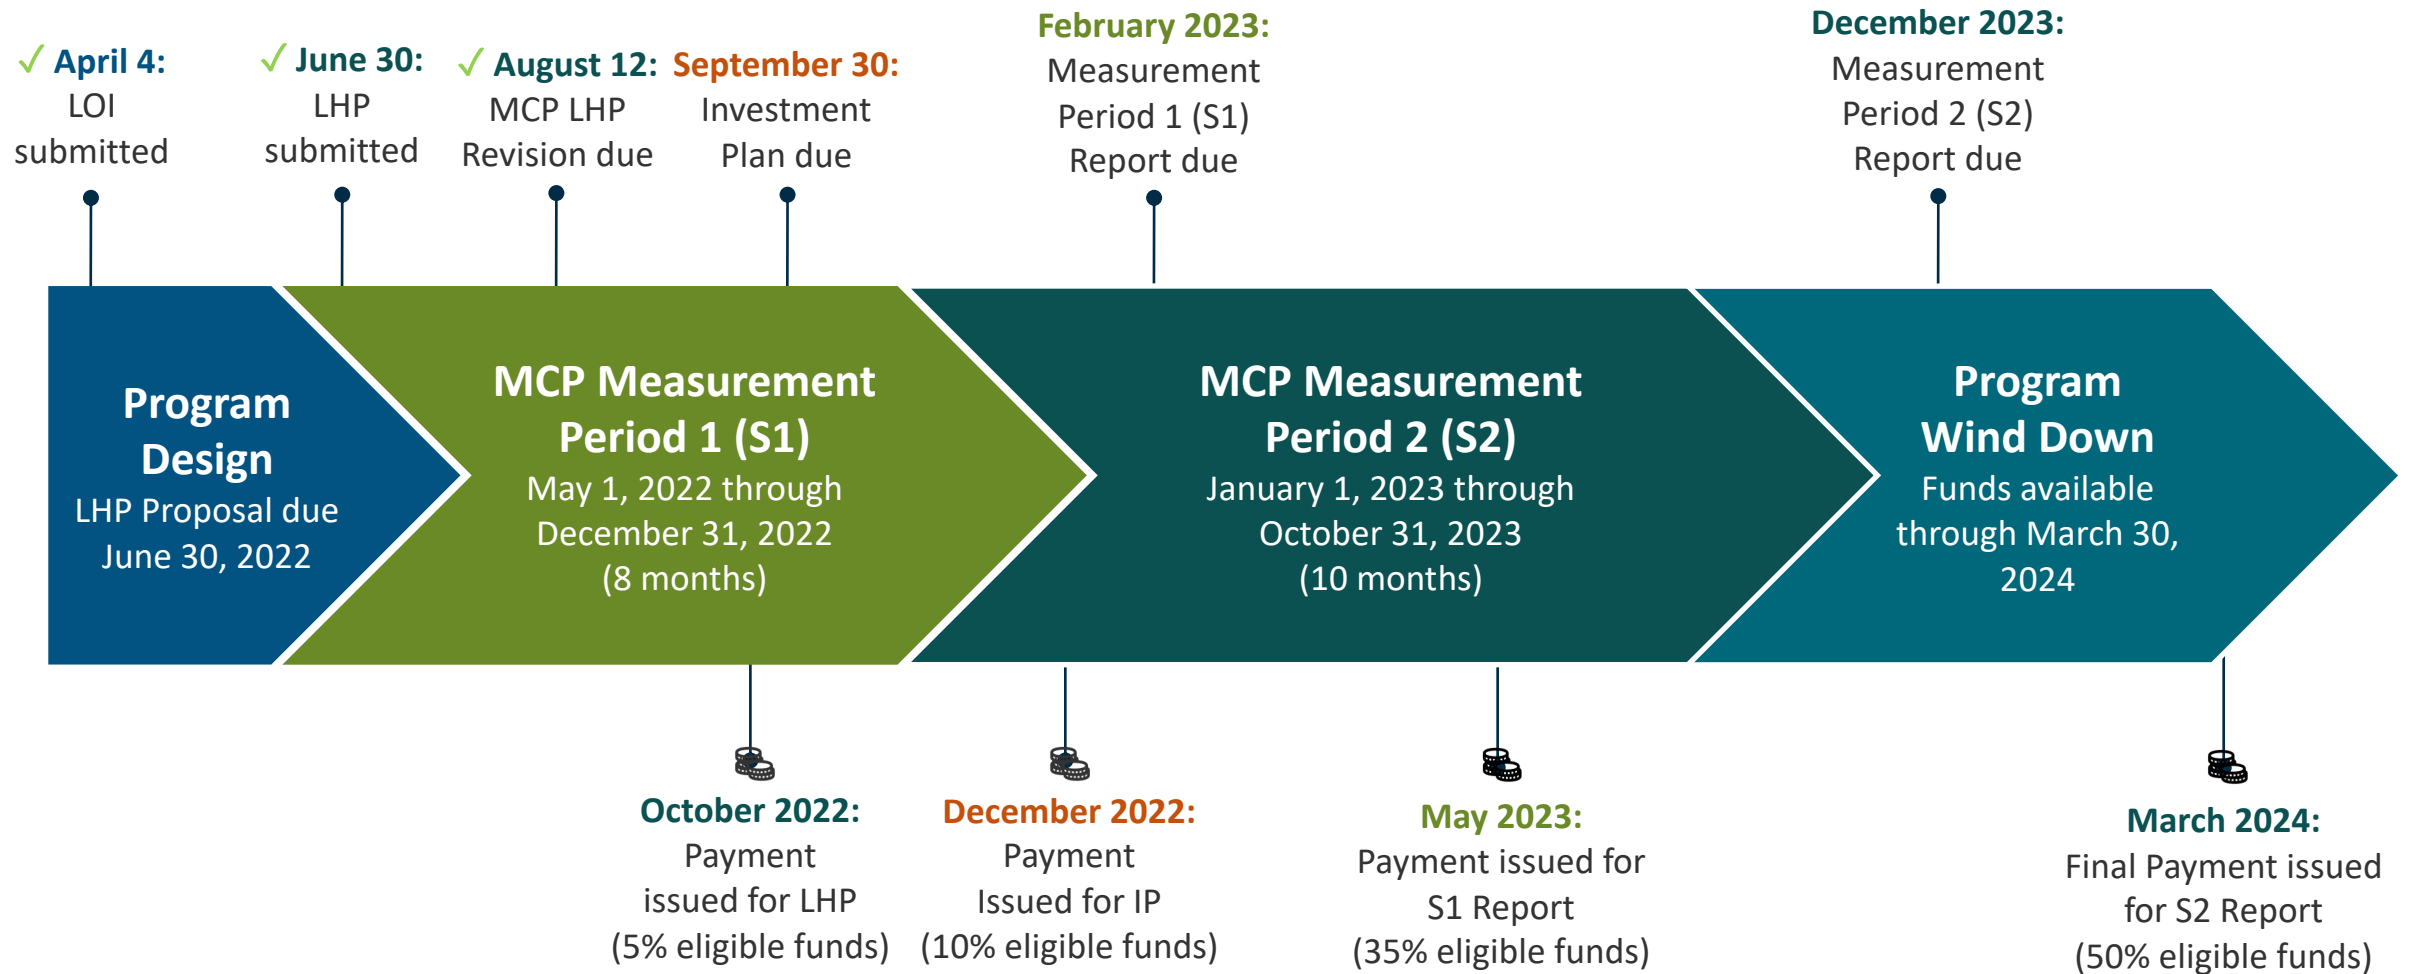 ✓ April 4:
LOI
submitted
✓ June 30:
LHP
submitted
✓ August 12:
MCP LHP
Revision due
September 30:
Investment
Plan due
February 2023:
Measurement
Period 1 (S1)
Report due
December 2023:
Measurement
Period 2 (S2)
Report due
Program
Design
LHP Proposal due
June 30, 2022
MCP Measurement
Period 1 (S1)
May 1, 2022 through
December 31, 2022
(8 months)
MCP Measurement
Period 2 (S2)
January 1, 2023 through
October 31, 2023
(10 months)
Program
Wind Down
Funds available
through March 30,
2024
October 2022:
Payment
issued for LHP
(5% eligible funds)
December 2022:
Payment
Issued for IP
(10% eligible funds)
May 2023:
Payment issued for
S1 Report
(35% eligible funds)
March 2024:
Final Payment issued
for S2 Report
(50% eligible funds)